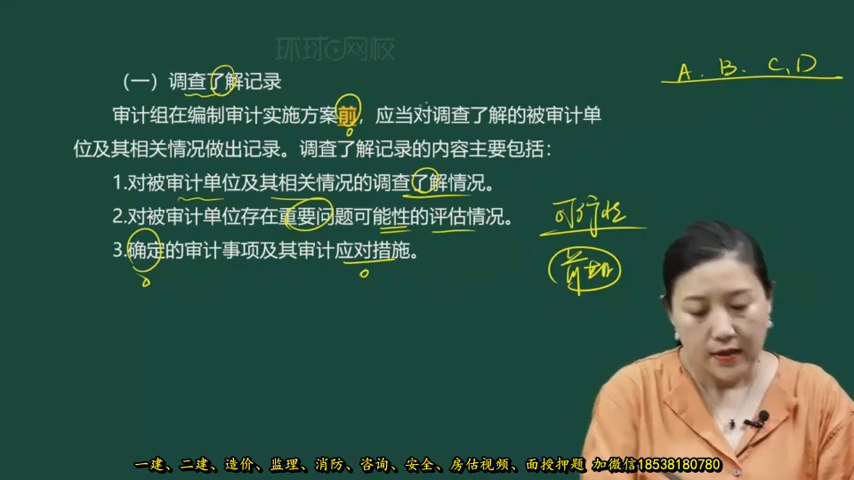 环球网校
A. B. C, D
（一）调查了解记录
审计组在编制审计实施方案前，应当对调查了解的被审计单
位及其相关情况做出记录。调查了解记录的内容主要包括：
1.对被审计单位及其相关情况的调查了解情况。
2.对被审计单位存在重要问题可能性的评估情况。
可行性
3.确定的审计事项及其审计应对措施。
一建、二建、造价、监理、消防、咨询、安全、房估视频、面授押题 加微信18538180780